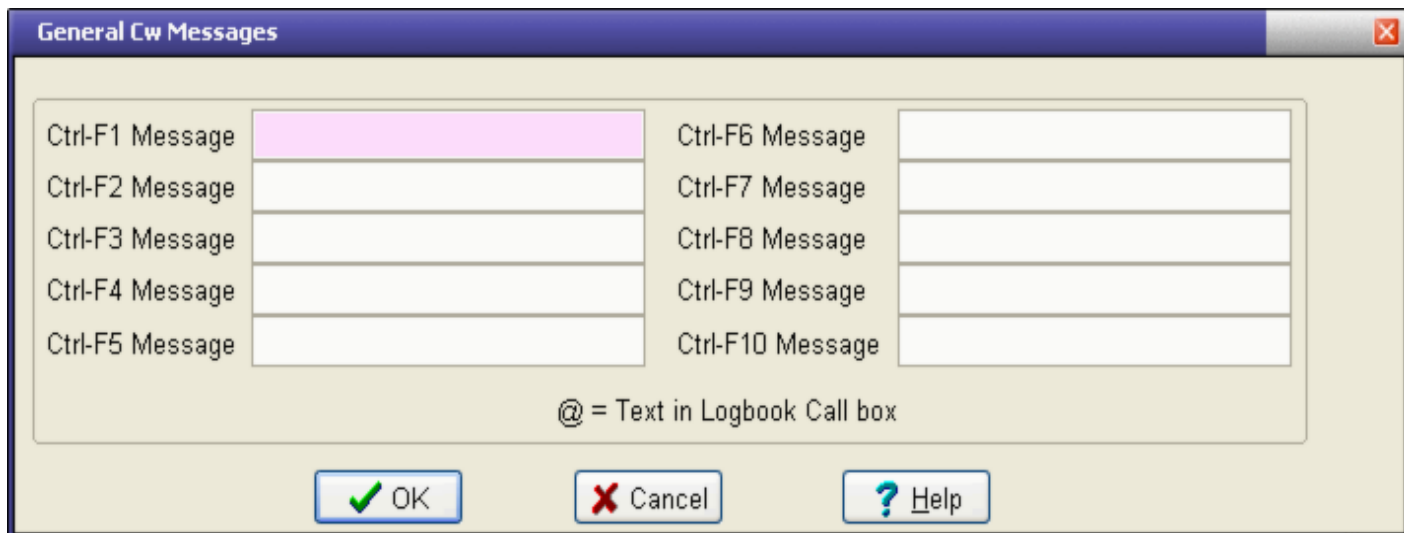 General Cw Messages
Ctrl-F1 Message
Ctrl-F2 Message
Ctrl-F3 Message
Ctrl-F4 Message
Ctrl-F5 Message
Ctrl-F6 Message
Ctrl-F7 Message
Ctrl-F8 Message
Ctrl-F9 Message
Ctrl-F10 Message
@ = Text in Logbook Call box
OK
Cancel
Help